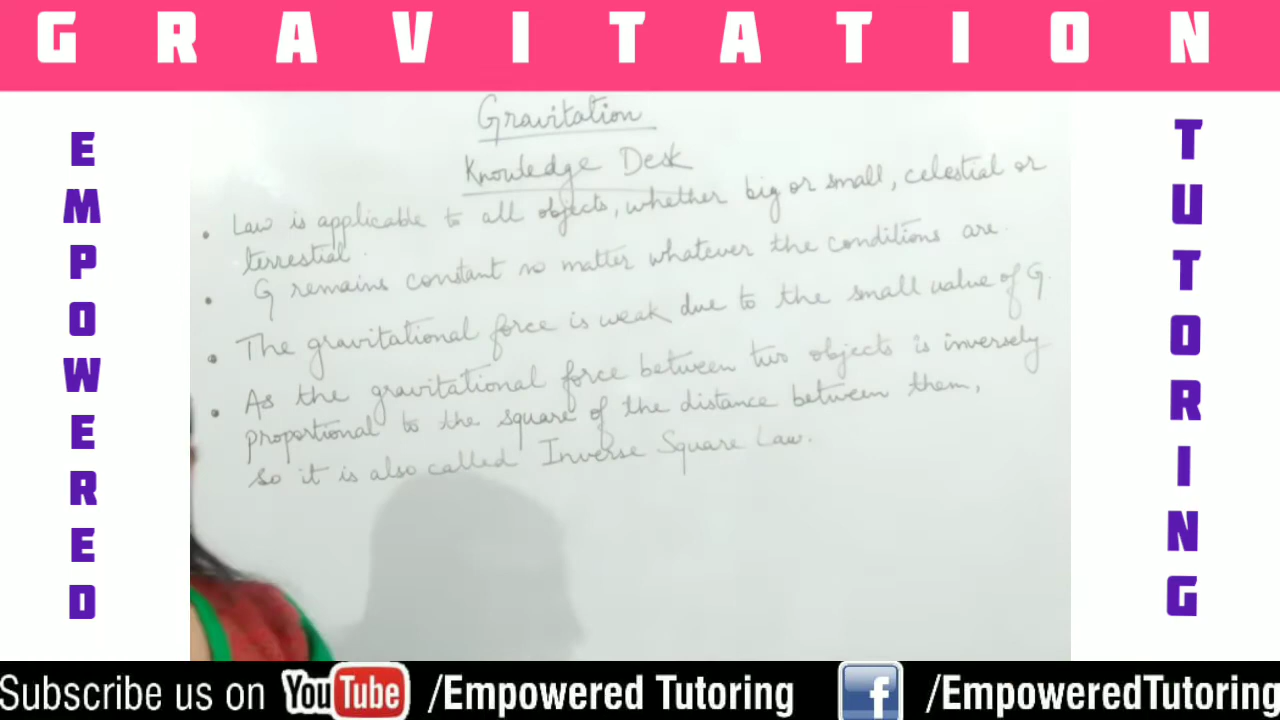 GRAVITATION
EMPOWERED
TUTORING
Gravitation
Knowledge Desk
• Law is applicable to all objects, whether big or small, celestial or
terrestial.
• G remains constant no matter whatever the conditions are.
• The gravitational force is weak due to the small value of G.
• As the gravitational force between two objects is inversely
proportional to the square of the distance between them,
so it is also called Inverse Square Law.
Subscribe us on YouTube /Empowered Tutoring f /EmpoweredTutoring